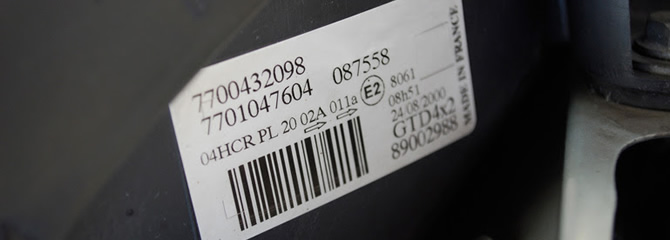 7700432098
7701047604 087558
04HCR PL 20 02A 011a E2 8061
08h51
24.08.2000
GTD4x2
89002988
MADE IN FRANCE